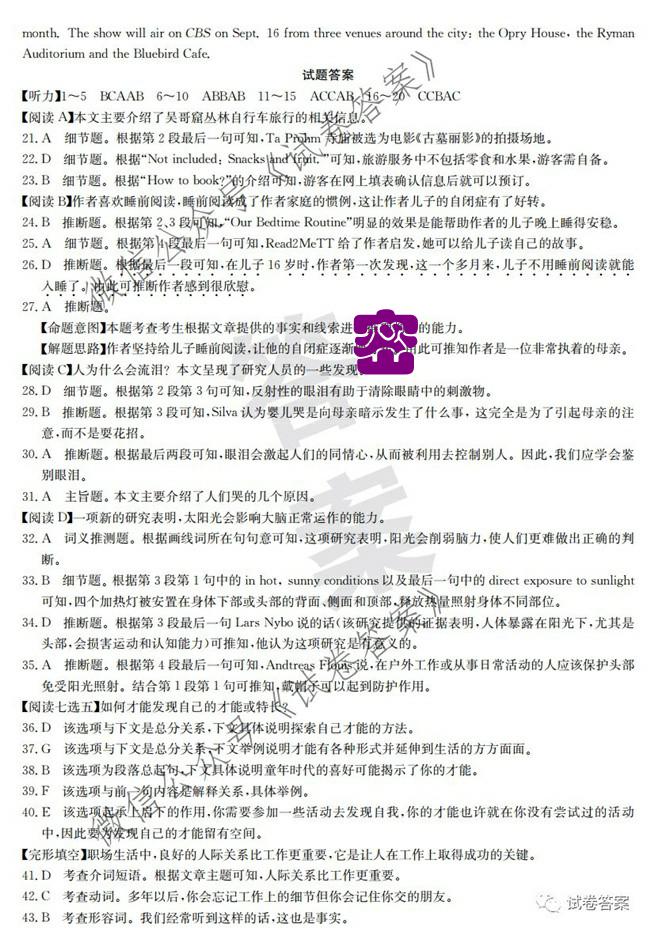 month. The show will air on CBS on Sept. 16 from three venues around the city: the Opry House, the Ryman
Auditorium and the Bluebird Cafe.
试题答案
【听力】1～5 BCAAB 6～10 ABBAB 11～15 ACCAB 16～20 CCBAC
【阅读 A】本文主要介绍了吴哥窟丛林自行车旅行的相关信息。
21. A 细节题。根据第 2 段最后一句可知,Ta Prohm 寺庙被选为电影《古墓丽影》的拍摄场地。
22. D 细节题。根据“Not included: Snacks and fruit.”可知,旅游服务中不包括零食和水果,游客需自备。
23. B 细节题。根据“How to book?”的介绍可知,游客在网上填表确认信息后就可以预订。
【阅读 B】作者喜欢睡前阅读,睡前阅读成了作者家庭的惯例,这让作者儿子的自闭症有了好转。
24. B 推断题。根据第 2、3 段可知,“Our Bedtime Routine”明显的效果是能帮助作者的儿子晚上睡得安稳。
25. A 细节题。根据第 4 段最后一句可知,Read2MeTT 给了作者启发,她可以给儿子读自己的故事。
26. D 推断题。根据最后一段可知,在儿子 16 岁时,作者第一次发现,这一个多月来,儿子不用睡前阅读就能
入睡了。由此可推断作者感到很欣慰。
27. A 推断题。
【命题意图】本题考查考生根据文章提供的事实和线索进 的能力。
【解题思路】作者坚持给儿子睡前阅读,让他的自闭症逐渐 由此可推知作者是一位非常执着的母亲。
【阅读 C】人为什么会流泪？本文呈现了研究人员的一些发现。
28. D 细节题。根据第 2 段第 3 句可知,反射性的眼泪有助于清除眼睛中的刺激物。
29. B 推断题。根据第 3 段可知,Silva 认为婴儿哭是向母亲暗示发生了什么事，这完全是为了引起母亲的注
意,而不是耍花招。
30. A 推断题。根据最后两段可知,眼泪会激起人们的同情心,从而被利用去控制别人。因此,我们应学会鉴
别眼泪。
31. A 主旨题。本文主要介绍了人们哭的几个原因。
【阅读 D】一项新的研究表明,太阳光会影响大脑正常运作的能力。
32. A 词义推测题。根据画线词所在句句意可知,这项研究表明,阳光会削弱脑力,使人们更难做出正确的判
断。
33. B 细节题。根据第 3 段第 1 句中的 in hot, sunny conditions 以及最后一句中的 direct exposure to sunlight
可知,四个加热灯被安置在身体下部或头部的背面、侧面和顶部,释放热量照射身体不同部位。
34. D 推断题。根据第 3 段最后一句 Lars Nybo 说的话(该研究提供的证据表明,人体暴露在阳光下,尤其是
头部,会损害运动和认知能力)可推知,他认为这项研究是有意义的。
35. A 推断题。根据第 4 段最后一句可知,Andreas Flouris 说,在户外工作或从事日常活动的人应该保护头部
免受阳光照射。结合第 1 段第 1 句可推知,戴帽子可以起到防护作用。
【阅读七选五】如何才能发现自己的才能或特长？
36. D 该选项与下文是总分关系,下文具体说明探索自己才能的方法。
37. G 该选项与下文是总分关系,下文举例说明才能有各种形式并延伸到生活的方方面面。
38. B 该选项为段落总起句,下文具体说明童年时代的喜好可能揭示了你的才能。
39. F 该选项与前一句内容是解释关系,具体举例。
40. E 该选项起承上启下的作用,你需要参加一些活动去发现自我,你的才能也许就在你没有尝试过的活动
中,因此要为发现自己的才能留有空间。
【完形填空】职场生活中,良好的人际关系比工作更重要,它是让人在工作上取得成功的关键。
41. D 考查介词短语。根据文章主题可知,人际关系比工作更重要。
42. C 考查动词。多年以后,你会忘记工作上的细节但你会记住你交的朋友。
43. B 考查形容词。我们经常听到这样的话,这也是事实。
微信公众号《试卷答案》
微信公众号《试卷答案》
答案
答
试卷答案